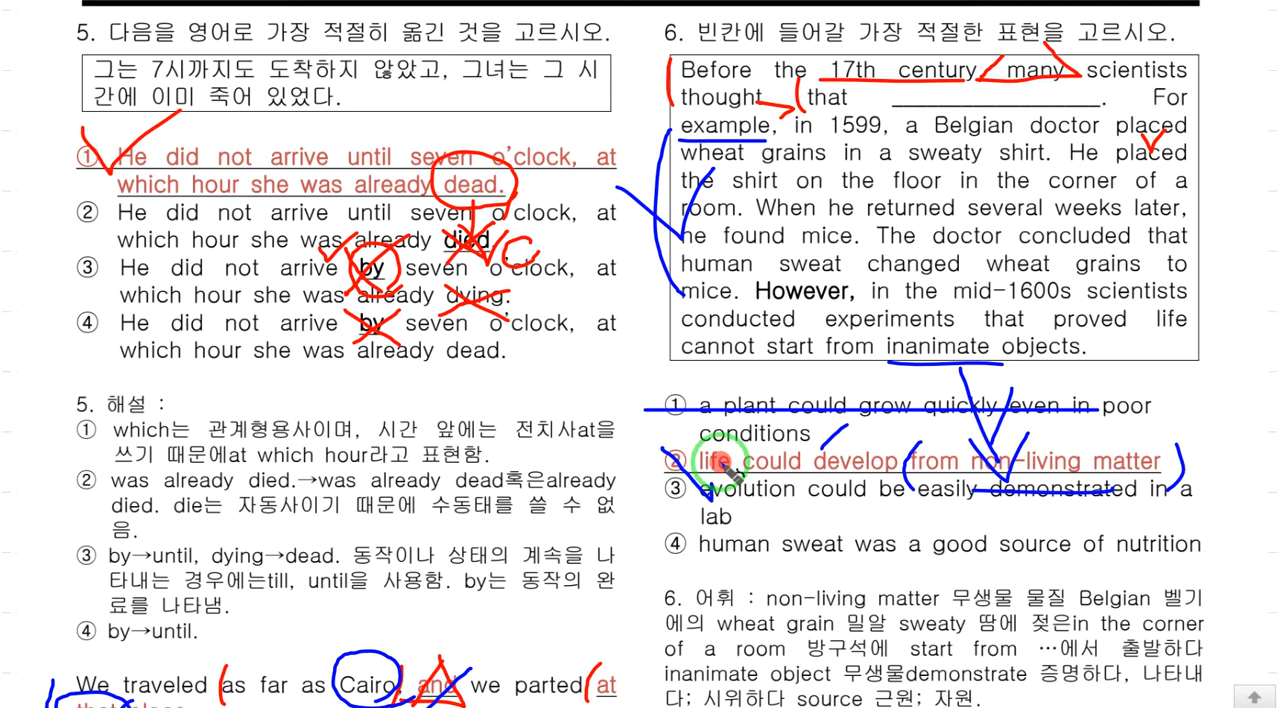 5. 다음을 영어로 가장 적절히 옮긴 것을 고르시오.
그는 7시까지도 도착하지 않았고, 그녀는 그 시
간에 이미 죽어 있었다.
① He did not arrive until seven o'clock, at
which hour she was already dead.
② He did not arrive until seven o'clock, at
which hour she was already died.
③ He did not arrive by seven o'clock, at
which hour she was already dying.
④ He did not arrive by seven o'clock, at
which hour she was already dead.
5. 해설 :
① which는 관계형용사이며, 시간 앞에는 전치사at을
쓰기 때문에at which hour라고 표현함.
② was already died.→was already dead혹은already
died. die는 자동사이기 때문에 수동태를 쓸 수 없
음.
③ by→until, dying→dead. 동작이나 상태의 계속을 나
타내는 경우에는till, until을 사용함. by는 동작의 완
료를 나타냄.
④ by→until.
We traveled as far as Cairo, and we parted at
that place.
6. 빈칸에 들어갈 가장 적절한 표현을 고르시오.
Before the 17th century, many scientists
thought that ________________. For
example, in 1599, a Belgian doctor placed
wheat grains in a sweaty shirt. He placed
the shirt on the floor in the corner of a
room. When he returned several weeks later,
he found mice. The doctor concluded that
human sweat changed wheat grains to
mice. However, in the mid-1600s scientists
conducted experiments that proved life
cannot start from inanimate objects.
① a plant could grow quickly even in poor
conditions
② life could develop from non-living matter
③ evolution could be easily demonstrated in a
lab
④ human sweat was a good source of nutrition
6. 어휘 : non-living matter 무생물 물질 Belgian 벨기
에의 wheat grain 밀알 sweaty 땀에 젖은in the corner
of a room 방구석에 start from …에서 출발하다
inanimate object 무생물demonstrate 증명하다, 나타내
다; 시위하다 source 근원; 자원.